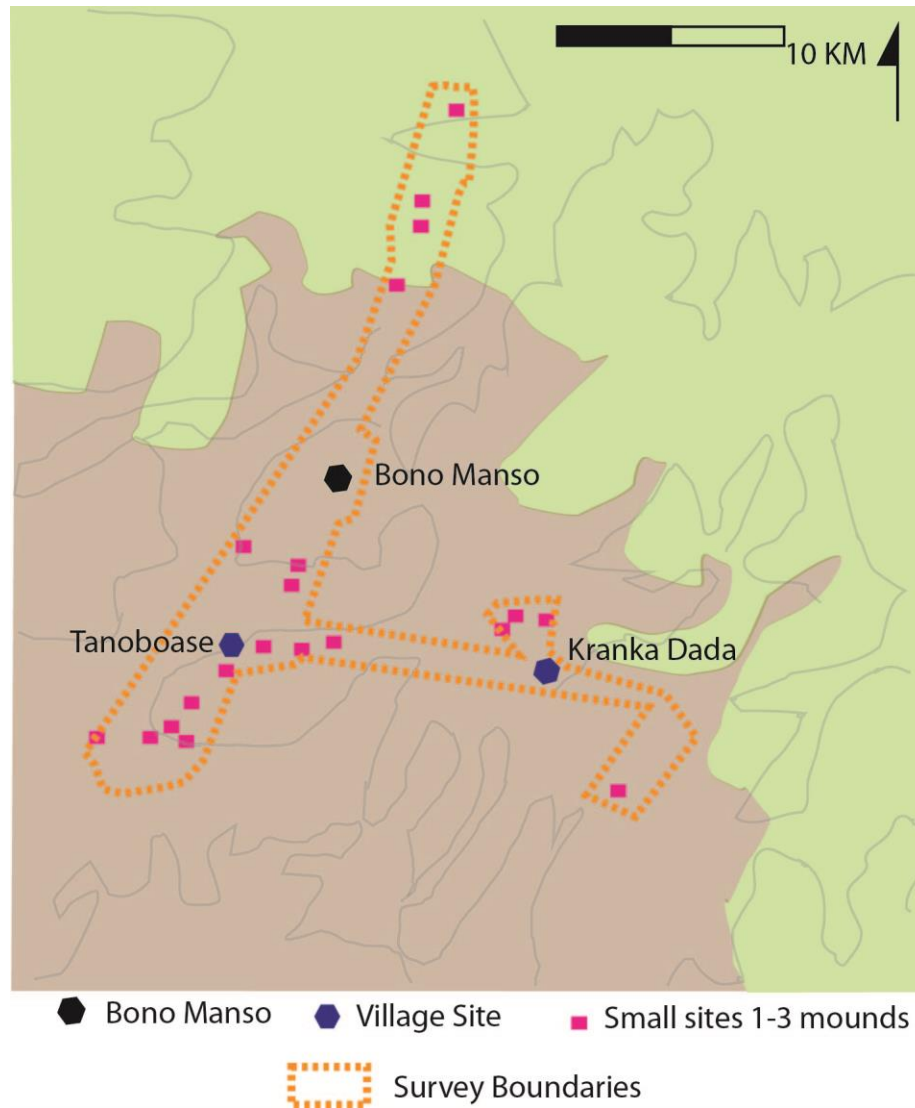 10 KM
Bono Manso
Tanoboase
Kranka Dada
Bono Manso Village Site Small sites 1-3 mounds
Survey Boundaries